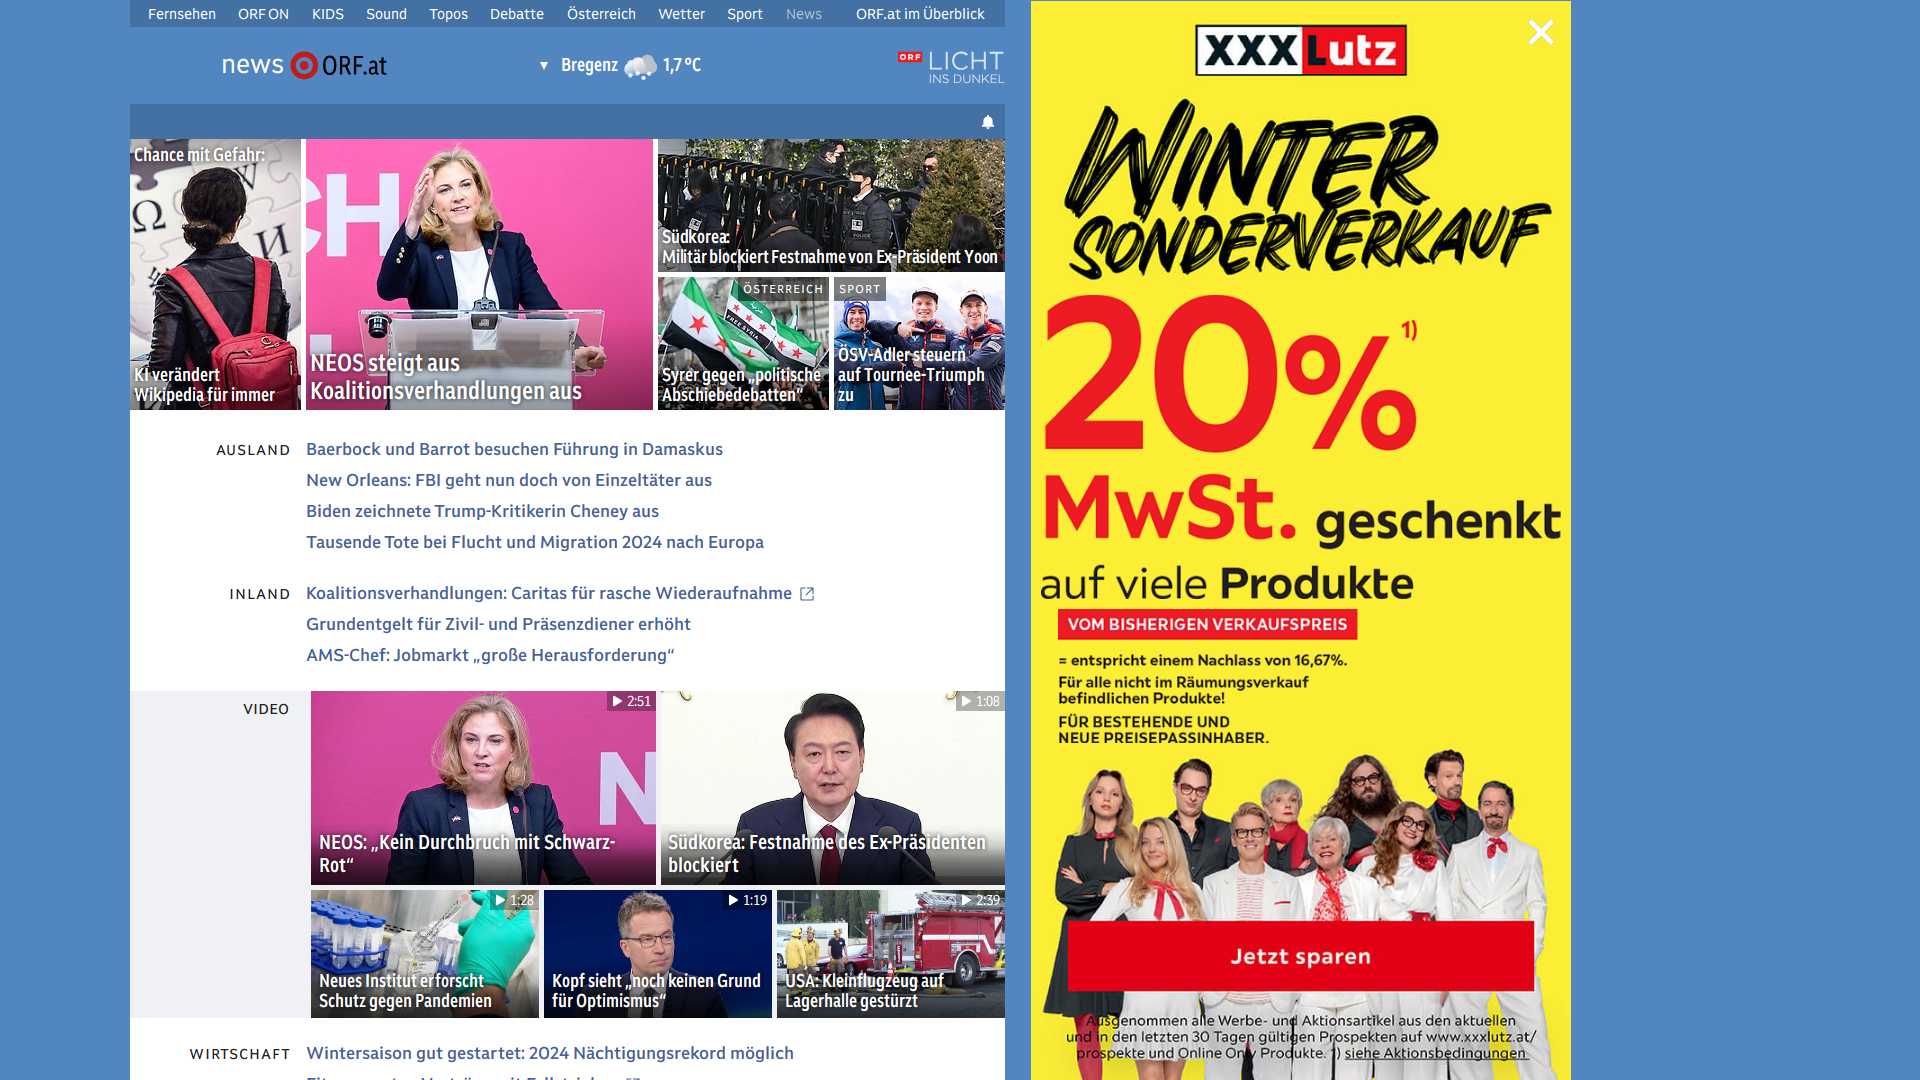 Fernsehen ORF ON KIDS Sound Topos Debatte Österreich Wetter Sport News ORF.at im Überblick
news ORF.at
Bregenz 1,7 °C
ORF LICHT
INS DUNKEL
Chance mit Gefahr:
KI verändert
Wikipedia für immer
NEOS steigt aus
Koalitionsverhandlungen aus
Südkorea:
Militär blockiert Festnahme von Ex-Präsident Yoon
ÖSTERREICH
FREE SYRIA
Syrer gegen „politische
Abschiebedebatten“
SPORT
ÖSV-Adler steuern
auf Tournee-Triumph
zu
AUSLAND
Baerbock und Barrot besuchen Führung in Damaskus
New Orleans: FBI geht nun doch von Einzeltäter aus
Biden zeichnete Trump-Kritikerin Cheney aus
Tausende Tote bei Flucht und Migration 2024 nach Europa
INLAND
Koalitionsverhandlungen: Caritas für rasche Wiederaufnahme
Grundentgelt für Zivil- und Präsenzdiener erhöht
AMS-Chef: Jobmarkt „große Herausforderung“
VIDEO
2:51
NEOS: „Kein Durchbruch mit Schwarz-
Rot“
1:08
Südkorea: Festnahme des Ex-Präsidenten
blockiert
1:28
Neues Institut erforscht
Schutz gegen Pandemien
1:19
Kopf sieht „noch keinen Grund
für Optimismus“
2:39
USA: Kleinflugzeug auf
Lagerhalle gestürzt
WIRTSCHAFT
Wintersaison gut gestartet: 2024 Nächtigungsrekord möglich
XXXLutz
WINTER
SONDERVERKAUF
20% 1)
MwSt. geschenkt
auf viele Produkte
VOM BISHERIGEN VERKAUFSPREIS
= entspricht einem Nachlass von 16,67%.
Für alle nicht im Räumungsverkauf
befindlichen Produkte!
FÜR BESTEHENDE UND
NEUE PREISEPASSINHABER.
Jetzt sparen
Ausgenommen alle Werbe- und Aktionsartikel aus den aktuellen
und in den letzten 30 Tagen gültigen Prospekten auf www.xxxlutz.at/
prospekte und Online Only Produkte. 1) siehe Aktionsbedingungen